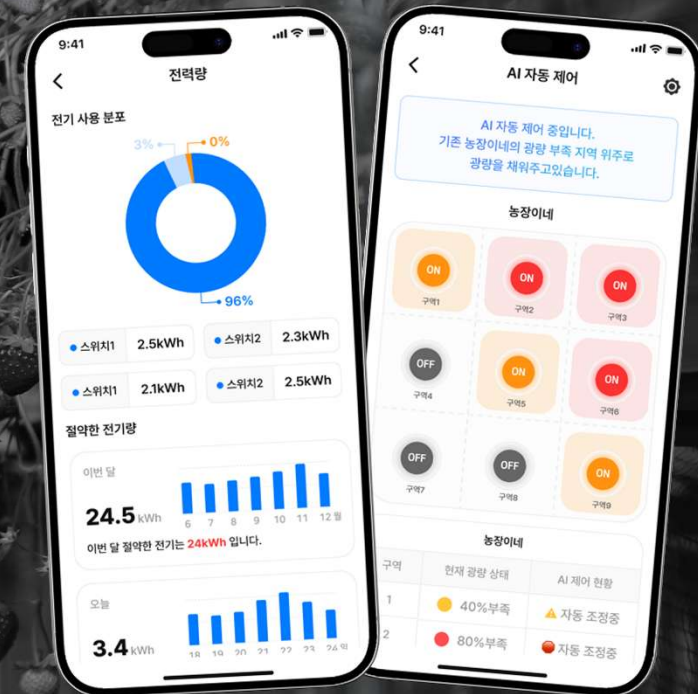 9:41
전력량
전기 사용 분포
3%
0%
96%
스위치1 2.5kWh
스위치2 2.3kWh
스위치1 2.1kWh
스위치2 2.5kWh
절약한 전기량
이번 달
24.5 kWh
6 7 8 9 10 11 12 월
이번 달 절약한 전기는 24kWh 입니다.
오늘
3.4 kWh
18 19 20 21 22 23 24 일
9:41
AI 자동 제어
AI 자동 제어 중입니다.
기존 농장이네의 광량 부족 지역 위주로
광량을 채워주고있습니다.
농장이네
ON
구역1
ON
구역2
ON
구역3
OFF
구역4
ON
구역5
ON
구역6
OFF
구역7
OFF
구역8
ON
구역9
농장이네
구역 현재 광량 상태 AI 제어 현황
1 40%부족 자동 조정중
2 80%부족 자동 조정중